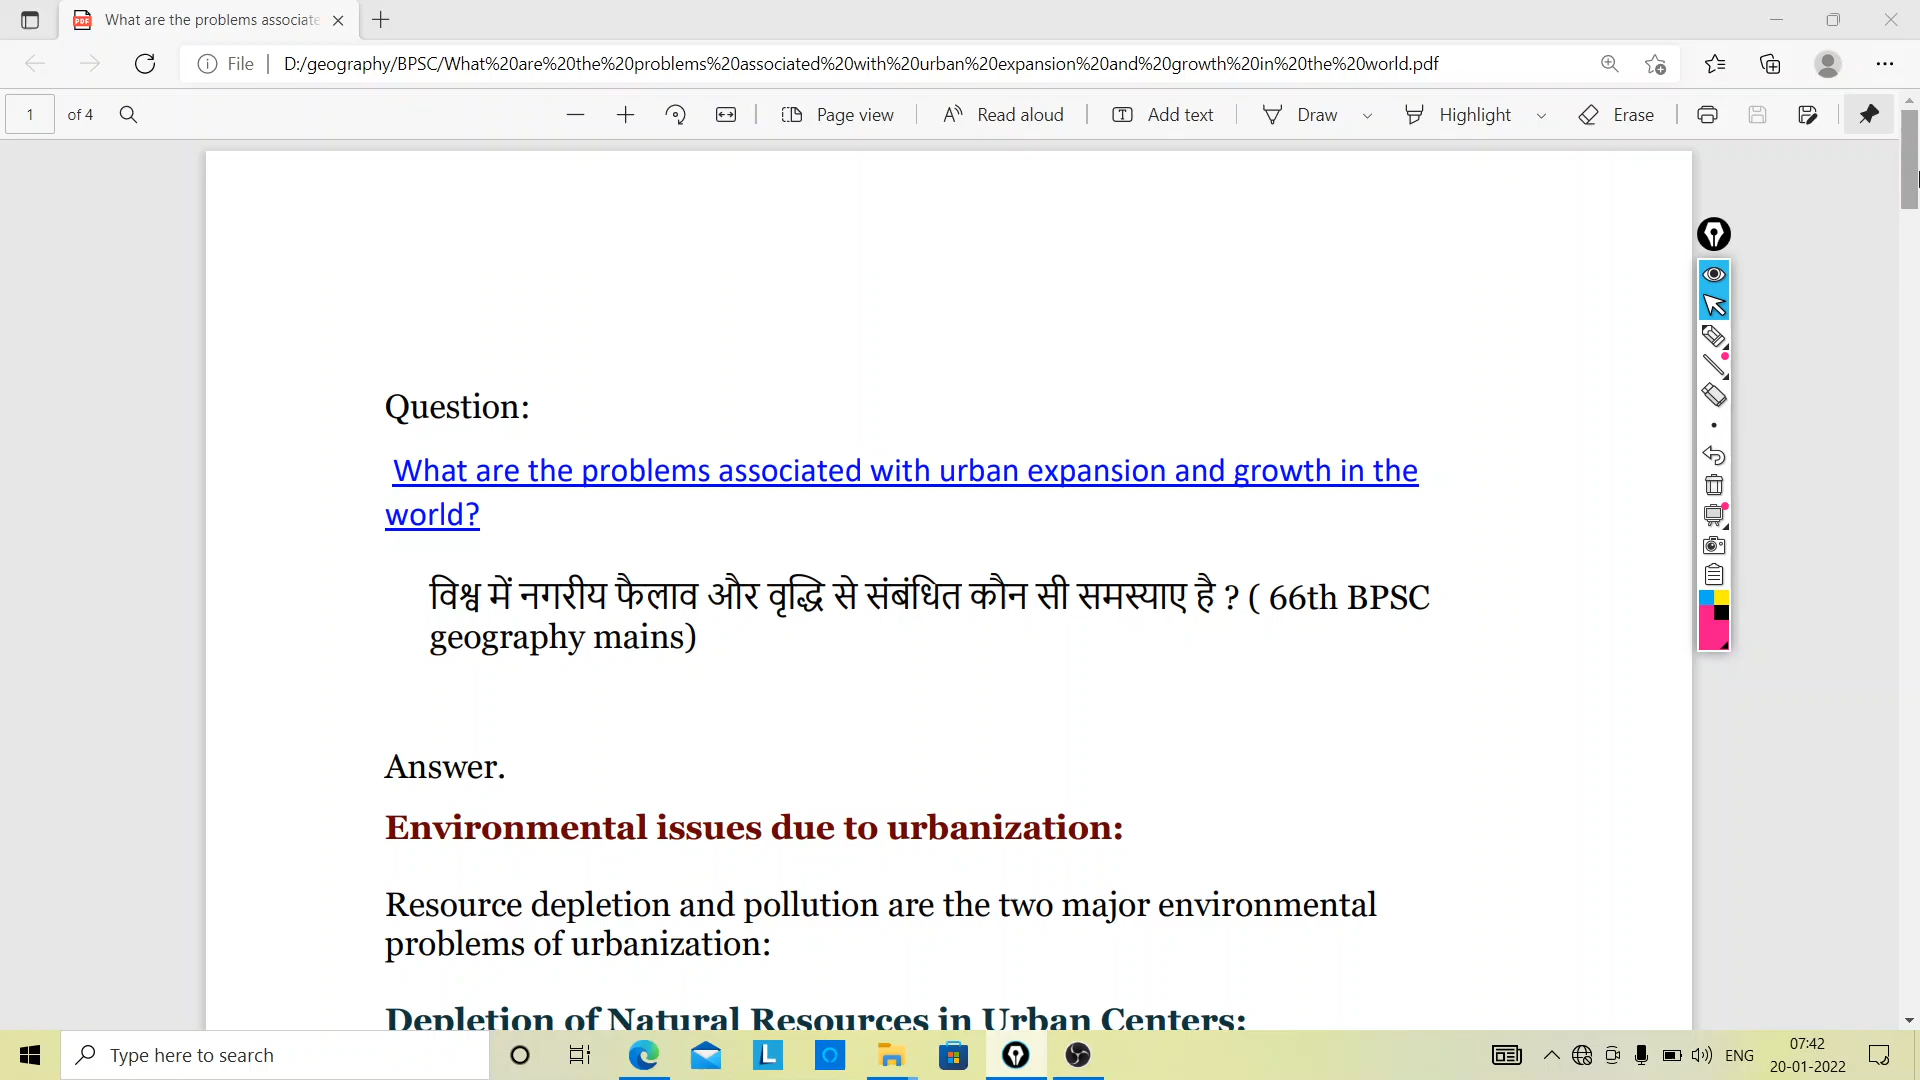 What are the problems associate
File D:/geography/BPSC/What%20are%20the%20problems%20associated%20with%20urban%20expansion%20and%20growth%20in%20the%20world.pdf
1 of 4 Page view Read aloud Add text Draw Highlight Erase
Question:
What are the problems associated with urban expansion and growth in the
world?
विश्व में नगरीय फैलाव और वृद्धि से संबंधित कौन सी समस्याए है ? ( 66th BPSC
geography mains)
Answer.
Environmental issues due to urbanization:
Resource depletion and pollution are the two major environmental
problems of urbanization:
Depletion of Natural Resources in Urban Centers:
Type here to search L ENG 07:42
20-01-2022